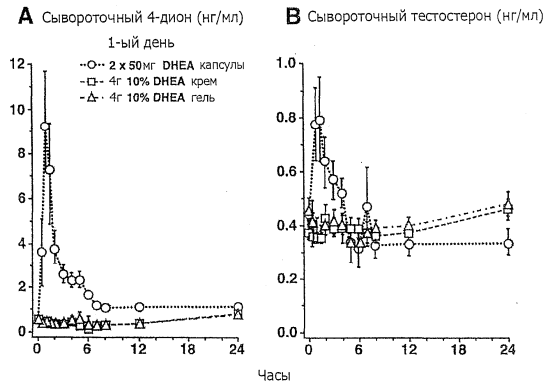 A Сывороточный 4-дион (нг/мл)
1-ый день
2 x 50мг DHEA капсулы
4г 10% DHEA крем
4г 10% DHEA гель
12
10
8
6
4
2
0
0 6 12 24
B Сывороточный тестостерон (нг/мл)
1.0
0.8
0.6
0.4
0.2
0.0
0 6 12 24
Часы